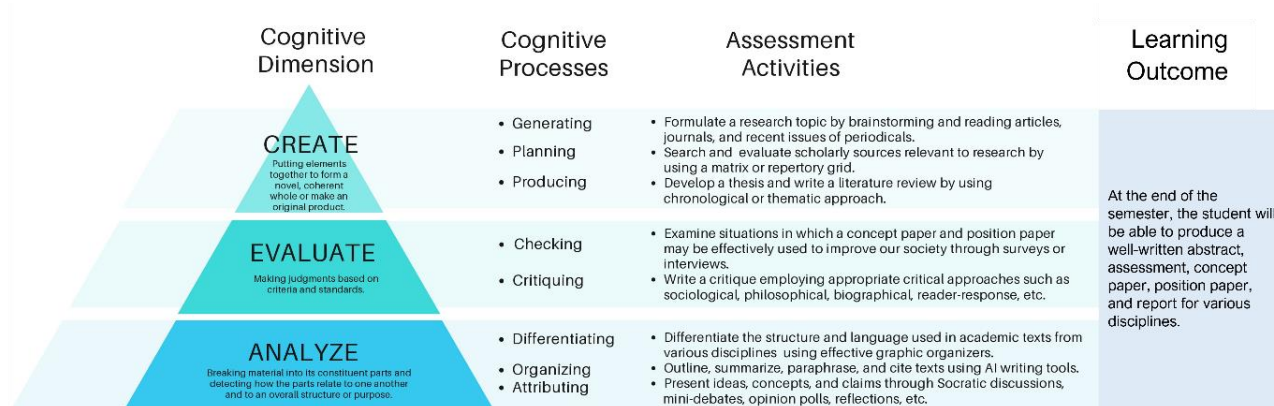 Cognitive
Dimension
Cognitive
Processes
Assessment
Activities
Learning
Outcome
CREATE
Putting elements
together to form a
novel, coherent
whole or make an
original product.
• Generating
• Planning
• Producing
• Formulate a research topic by brainstorming and reading articles,
journals, and recent issues of periodicals.
• Search and evaluate scholarly sources relevant to research by
using a matrix or repertory grid.
• Develop a thesis and write a literature review by using
chronological or thematic approach.
EVALUATE
Making judgments based on
criteria and standards.
• Checking
• Critiquing
• Examine situations in which a concept paper and position paper
may be effectively used to improve our society through surveys or
interviews.
• Write a critique employing appropriate critical approaches such as
sociological, philosophical, biographical, reader-response, etc.
ANALYZE
Breaking material into its constituent parts and
detecting how the parts relate to one another
and to an overall structure or purpose.
• Differentiating
• Organizing
• Attributing
• Differentiate the structure and language used in academic texts from
various disciplines using effective graphic organizers.
• Outline, summarize, paraphrase, and cite texts using AI writing tools.
• Present ideas, concepts, and claims through Socratic discussions,
mini-debates, opinion polls, reflections, etc.
At the end of the
semester, the student will
be able to produce a
well-written abstract,
assessment, concept
paper, position paper,
and report for various
disciplines.